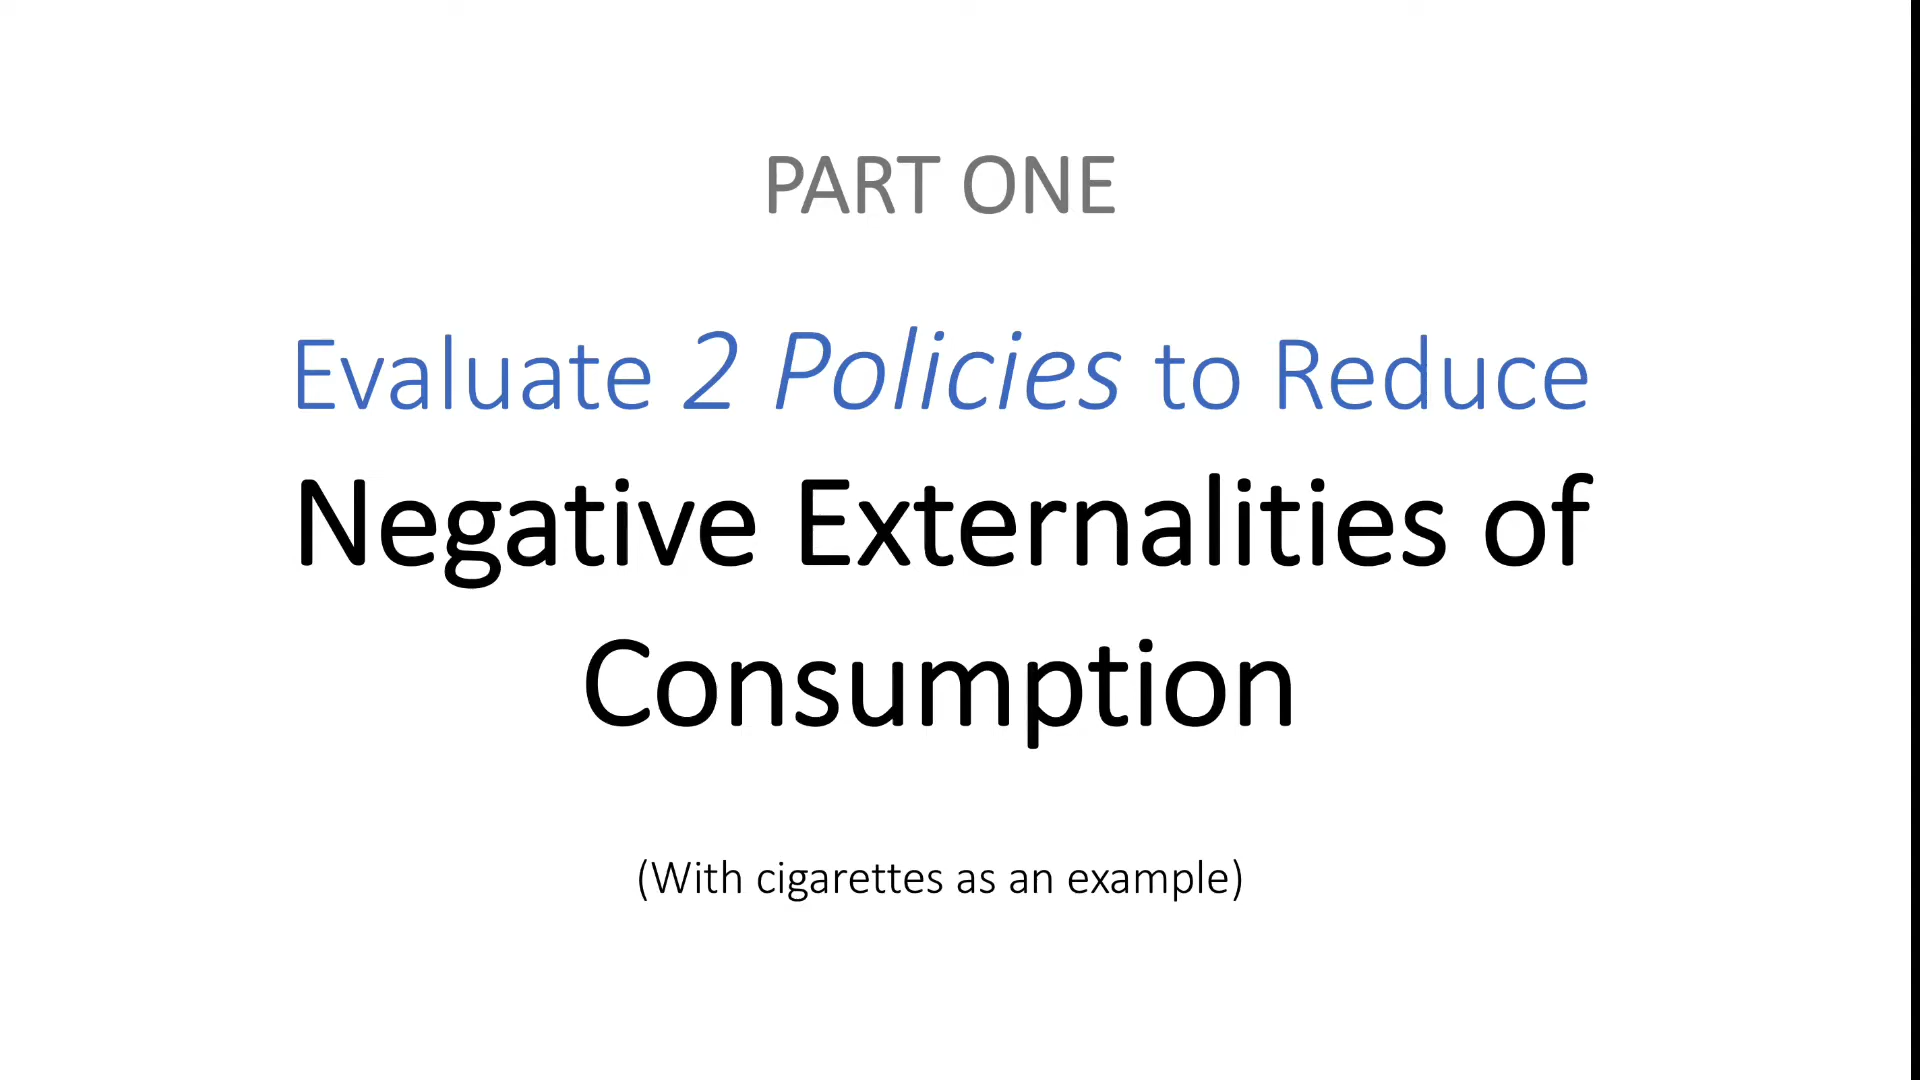 PART ONE
Evaluate 2 Policies to Reduce
Negative Externalities of
Consumption
(With cigarettes as an example)